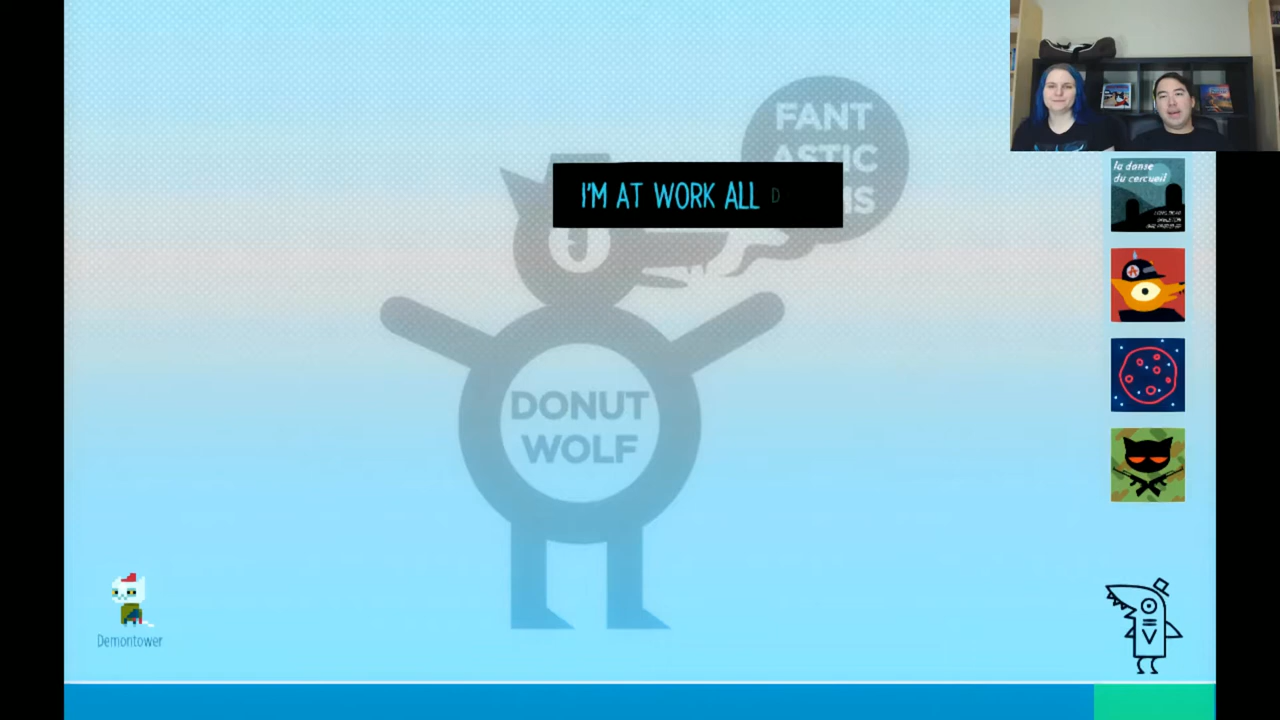 FANT
ASTIC
I'M AT WORK ALL D
DONUT
WOLF
la danse
du cercueil
Demontower